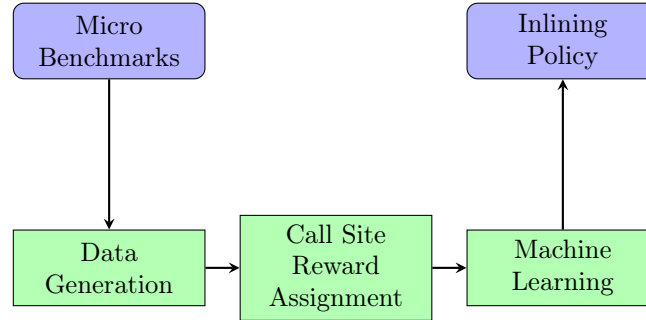 Micro
Benchmarks
Inlining
Policy
Data
Generation
Call Site
Reward
Assignment
Machine
Learning